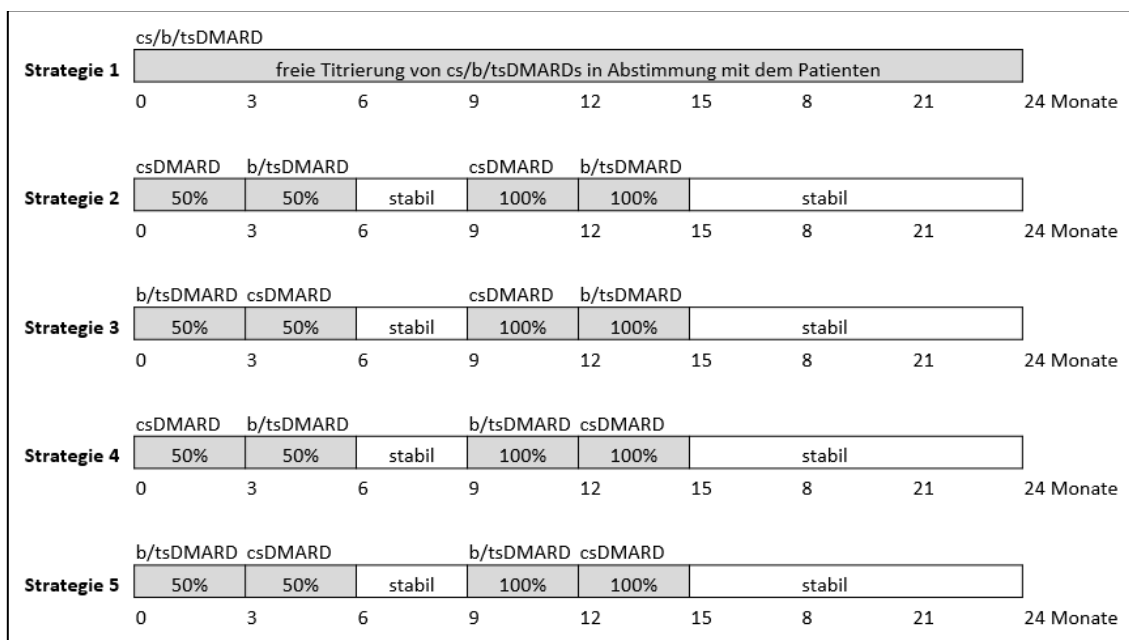 cs/b/tsDMARD
Strategie 1 freie Titrierung von cs/b/tsDMARDs in Abstimmung mit dem Patienten
0 3 6 9 12 15 8 21 24 Monate
csDMARD b/tsDMARD csDMARD b/tsDMARD
Strategie 2 50% 50% stabil 100% 100% stabil
0 3 6 9 12 15 8 21 24 Monate
b/tsDMARD csDMARD csDMARD b/tsDMARD
Strategie 3 50% 50% stabil 100% 100% stabil
0 3 6 9 12 15 8 21 24 Monate
csDMARD b/tsDMARD b/tsDMARD csDMARD
Strategie 4 50% 50% stabil 100% 100% stabil
0 3 6 9 12 15 8 21 24 Monate
b/tsDMARD csDMARD b/tsDMARD csDMARD
Strategie 5 50% 50% stabil 100% 100% stabil
0 3 6 9 12 15 8 21 24 Monate